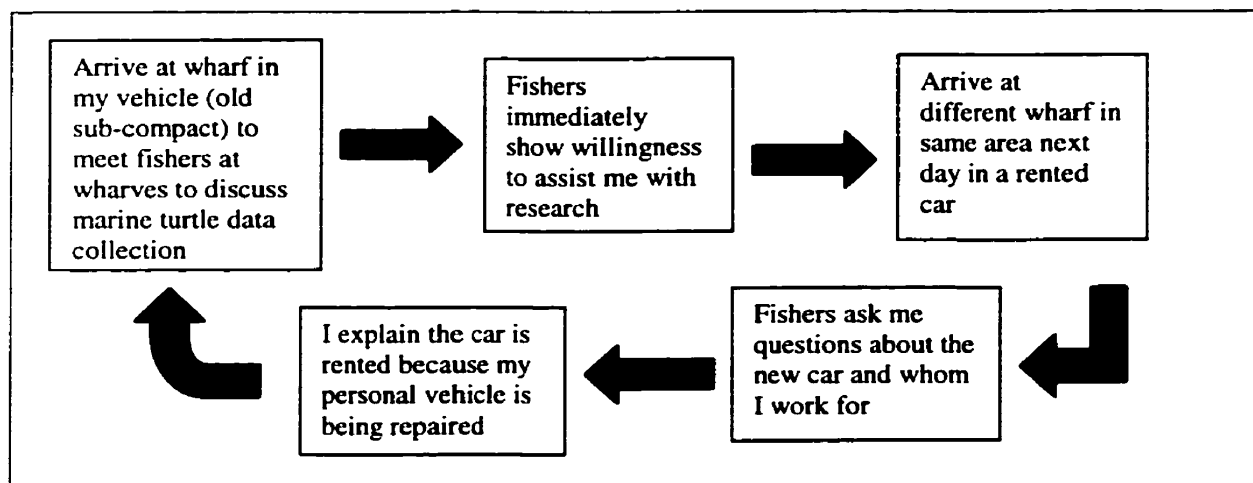 Arrive at wharf in
my vehicle (old
sub-compact) to
meet fishers at
wharves to discuss
marine turtle data
collection
Fishers
immediately
show willingness
to assist me with
research
Arrive at
different wharf in
same area next
day in a rented
car
Fishers ask me
questions about the
new car and whom
I work for
I explain the car is
rented because my
personal vehicle is
being repaired